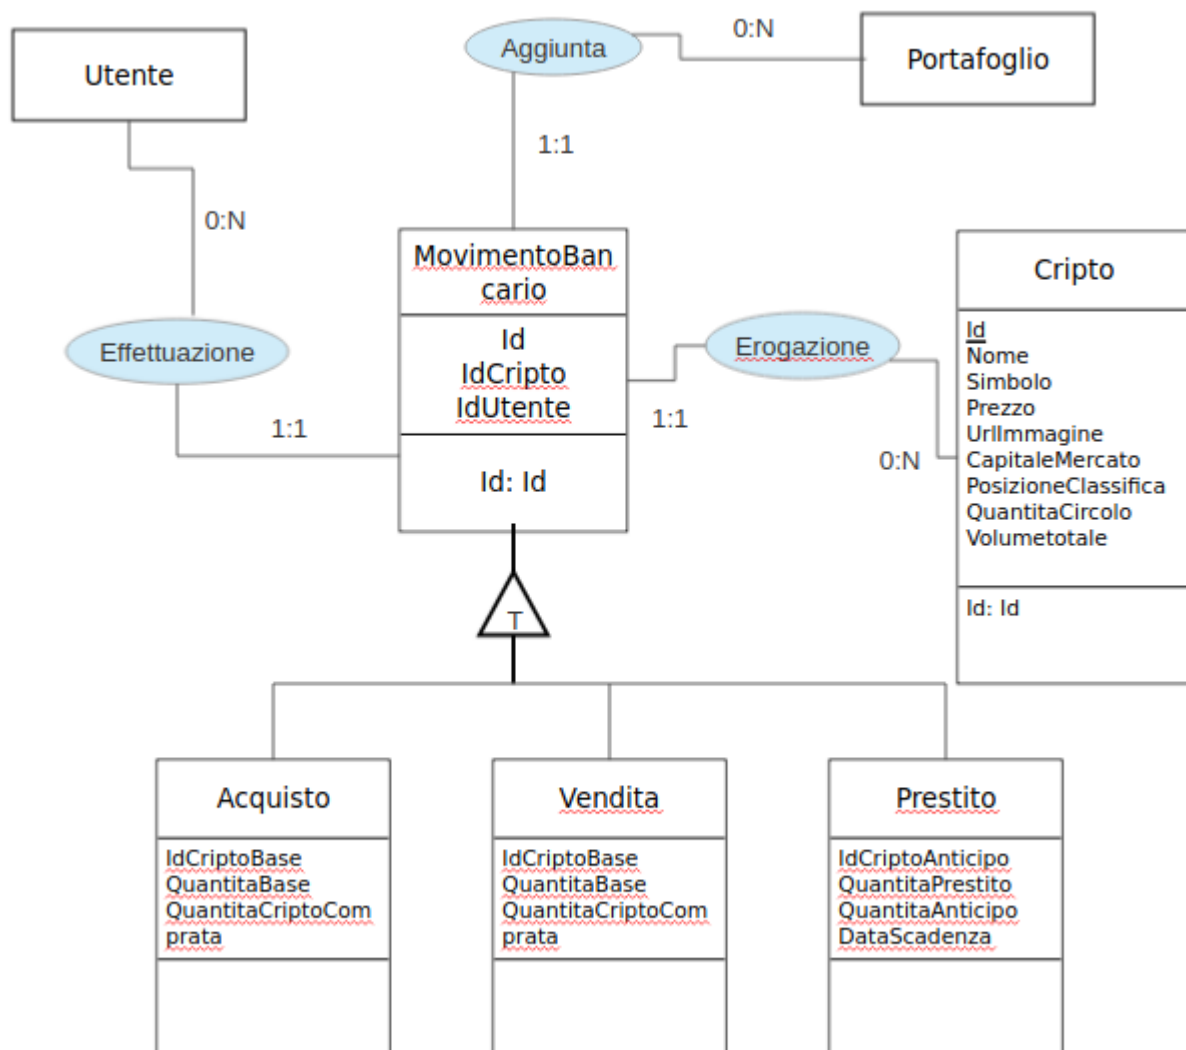 Utente
Aggiunta
0:N
Portafoglio
1:1
0:N
MovimentoBan
cario
Id
IdCripto
IdUtente
Id: Id
Effettuazione
1:1
Erogazione
1:1
0:N
Cripto
Id
Nome
Simbolo
Prezzo
UrlImmagine
CapitaleMercato
PosizioneClassifica
QuantitaCircolo
Volumetotale
Id: Id
T
Acquisto
IdCriptoBase
QuantitaBase
QuantitaCriptoCom
prata
Vendita
IdCriptoBase
QuantitaBase
QuantitaCriptoCom
prata
Prestito
IdCriptoAnticipo
QuantitaPrestito
QuantitaAnticipo
DataScadenza